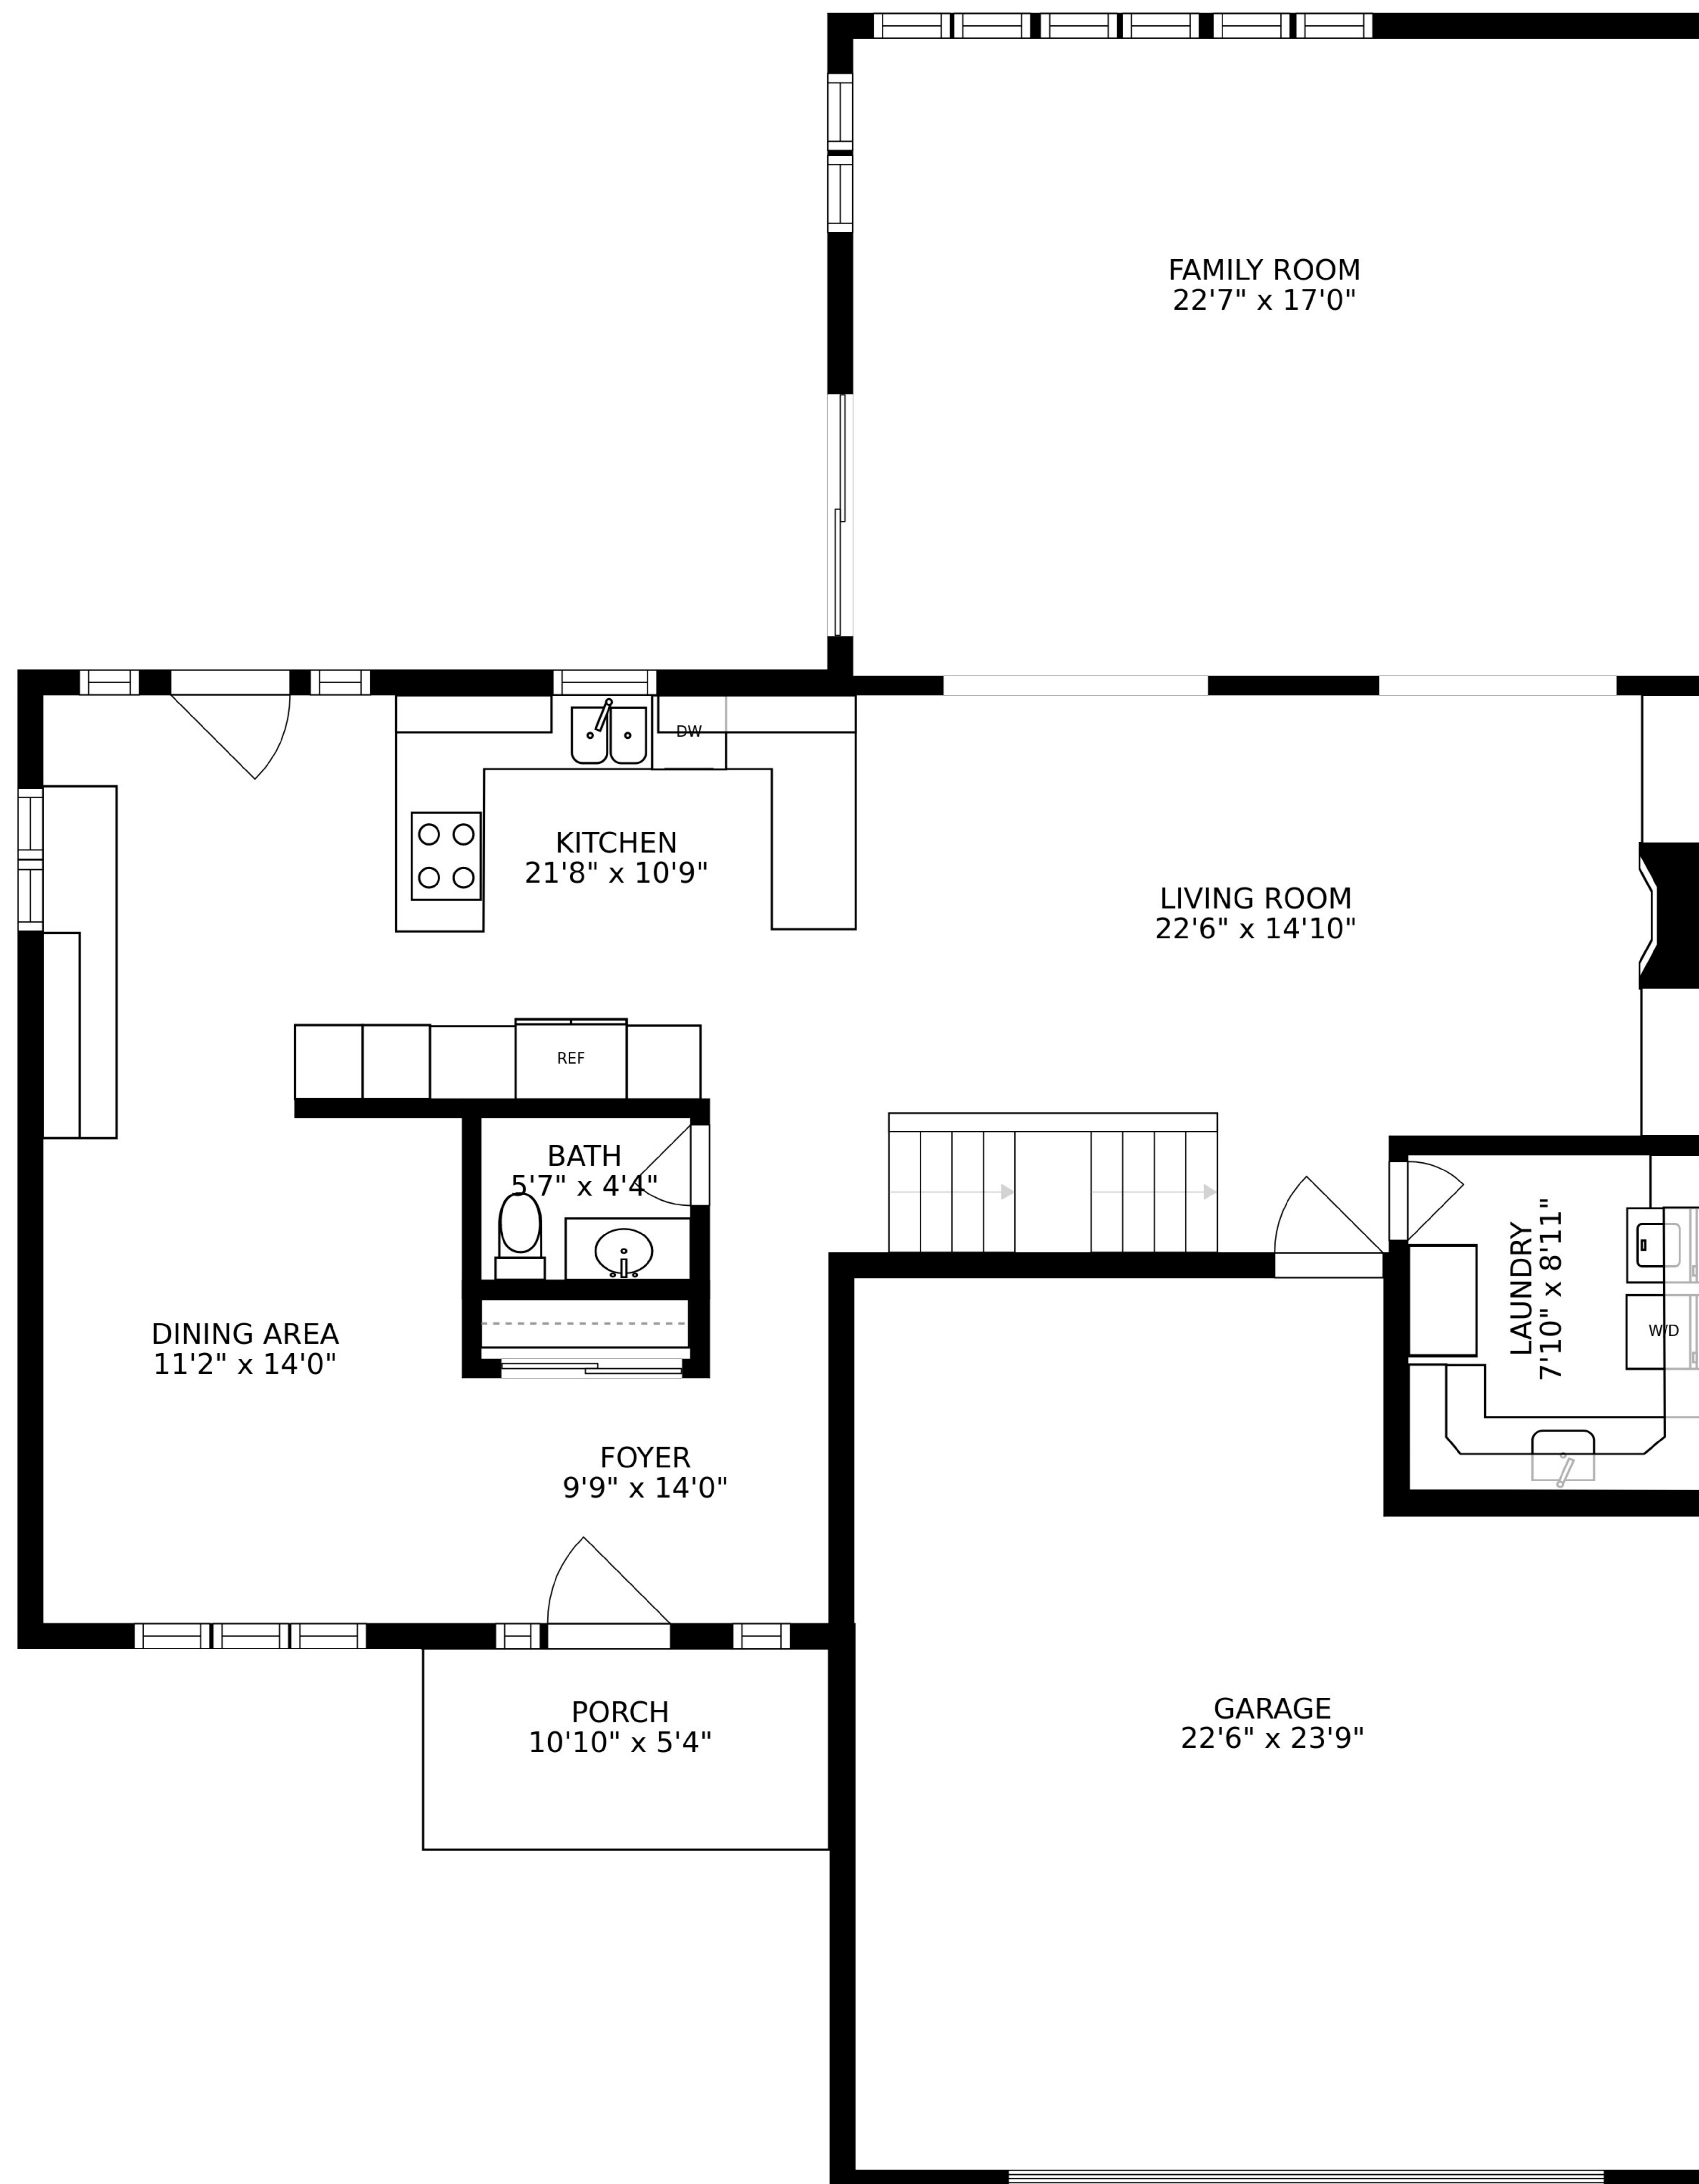 FAMILY ROOM
22'7" x 17'0"
DW
KITCHEN
21'8" x 10'9"
LIVING ROOM
22'6" x 14'10"
REF
BATH
5'7" x 4'4"
LAUNDRY
7'10" x 8'11"
W/D
DINING AREA
11'2" x 14'0"
FOYER
9'9" x 14'0"
PORCH
10'10" x 5'4"
GARAGE
22'6" x 23'9"